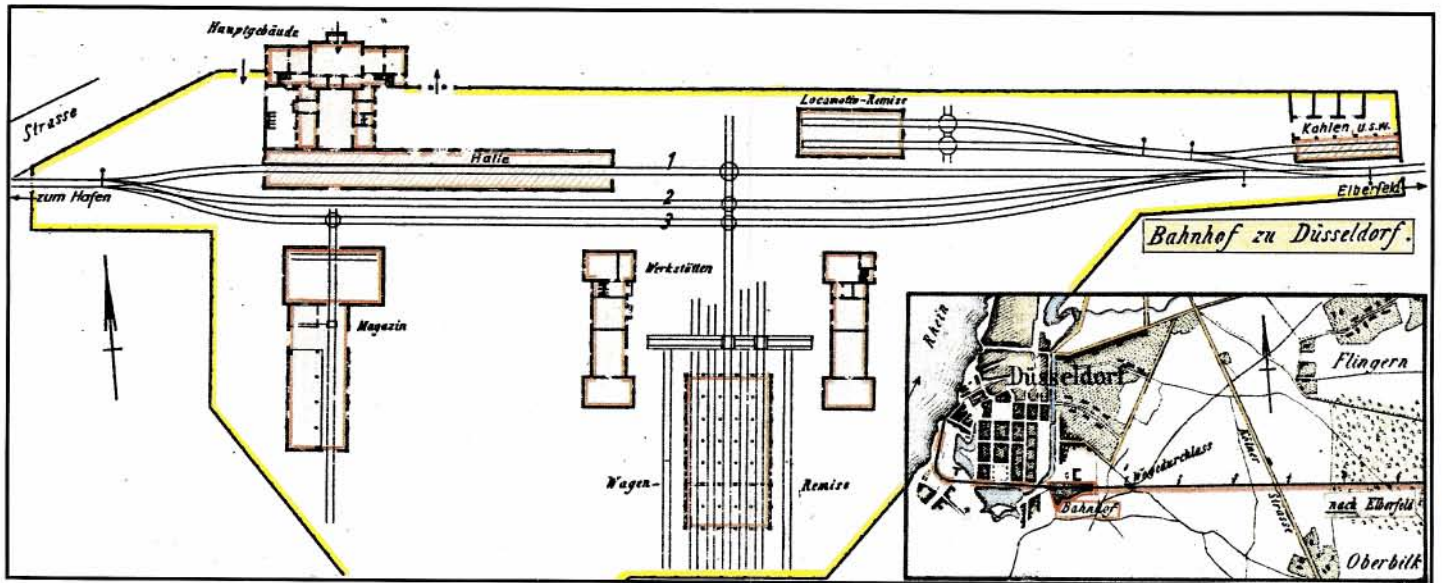 Hauptgebäude
Strasse
Locomotiv-Remise
Kohlen u.s.w.
Halle
1
zum Hafen
2
Elberfeld
3
Bahnhof zu Düsseldorf.
Werkstätten
Magazin
Wagen-
Remise
Rhein
Düsseldorf
Flingern
Kölner
Strasse
Wegedurchlass
Bahnhof
nach Elberfeld
Oberbilk